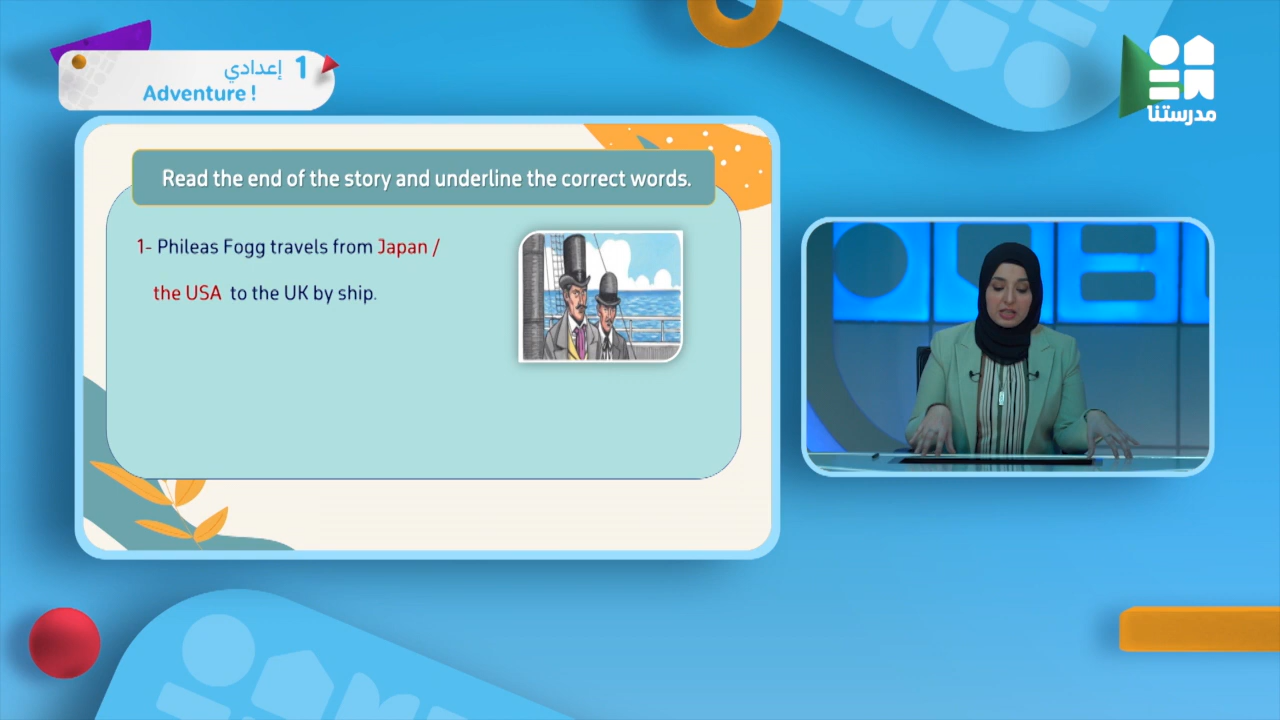 1 إعدادي
Adventure !
مدرستنا
Read the end of the story and underline the correct words.
1- Phileas Fogg travels from Japan /
the USA to the UK by ship.